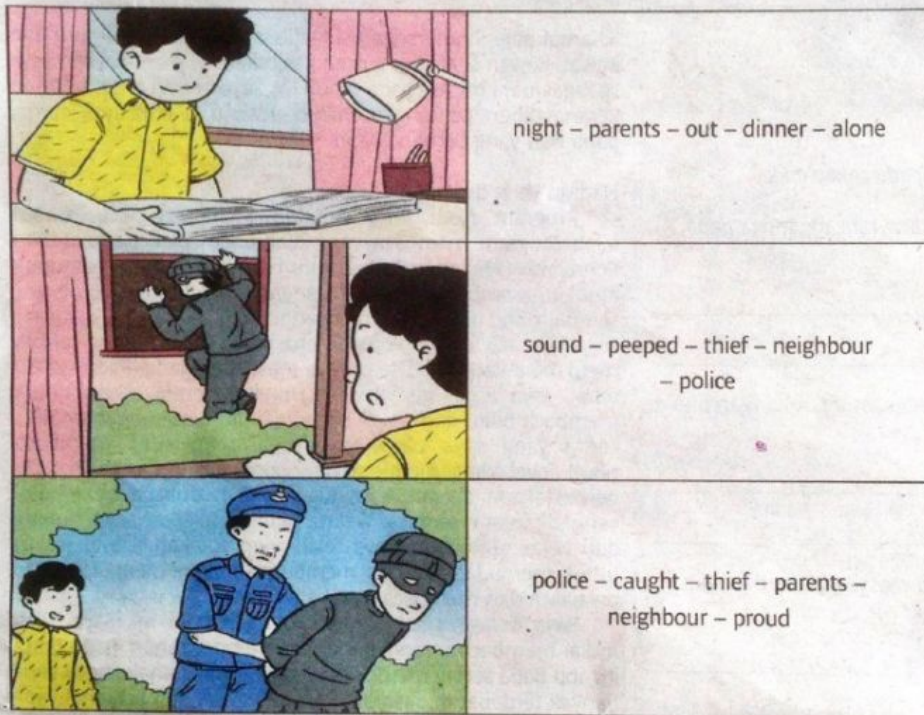 night – parents – out – dinner – alone
sound – peeped – thief – neighbour
– police
police – caught – thief – parents –
neighbour – proud